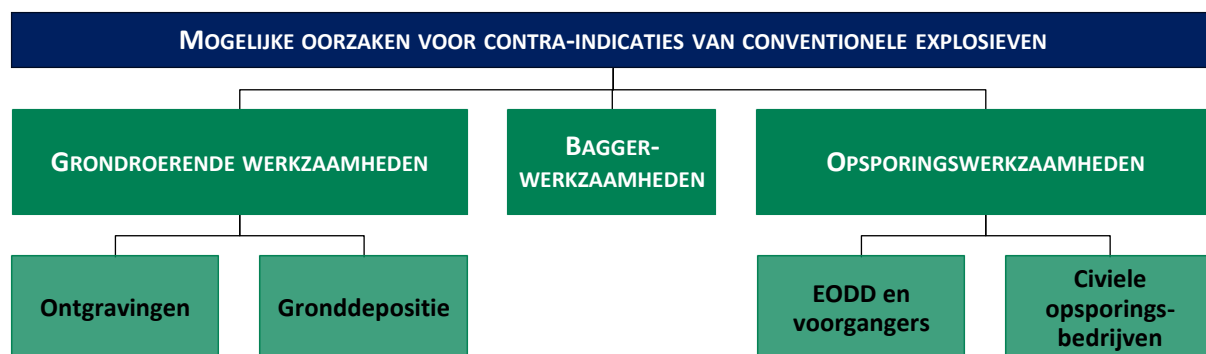 Mogelijke oorzaken voor contra-indicaties van conventionele explosieven
Grondroerende werkzaamheden
Bagger-
werkzaamheden
Opsporingswerkzaamheden
Ontgravingen
Gronddepositie
EODD en
voorgangers
Civiele
opsporings-
bedrijven